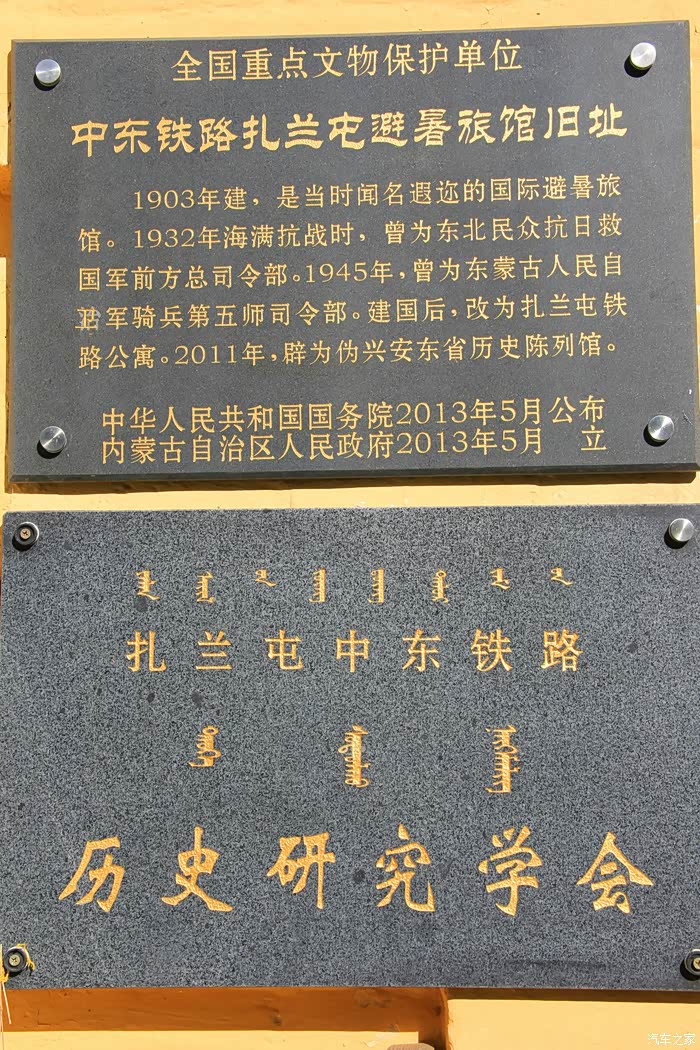 全国重点文物保护单位
中东铁路扎兰屯避暑旅馆旧址
1903年建，是当时闻名遐迩的国际避暑旅
馆。1932年海满抗战时，曾为东北民众抗日救
国军前方总司令部。1945年，曾为东蒙古人民自
卫军骑兵第五师司令部。建国后，改为扎兰屯铁
路公寓。2011年，辟为伪兴安东省历史陈列馆。
中华人民共和国国务院2013年5月公布
内蒙古自治区人民政府2013年5月 立
扎兰屯中东铁路
历史研究学会
汽车之家